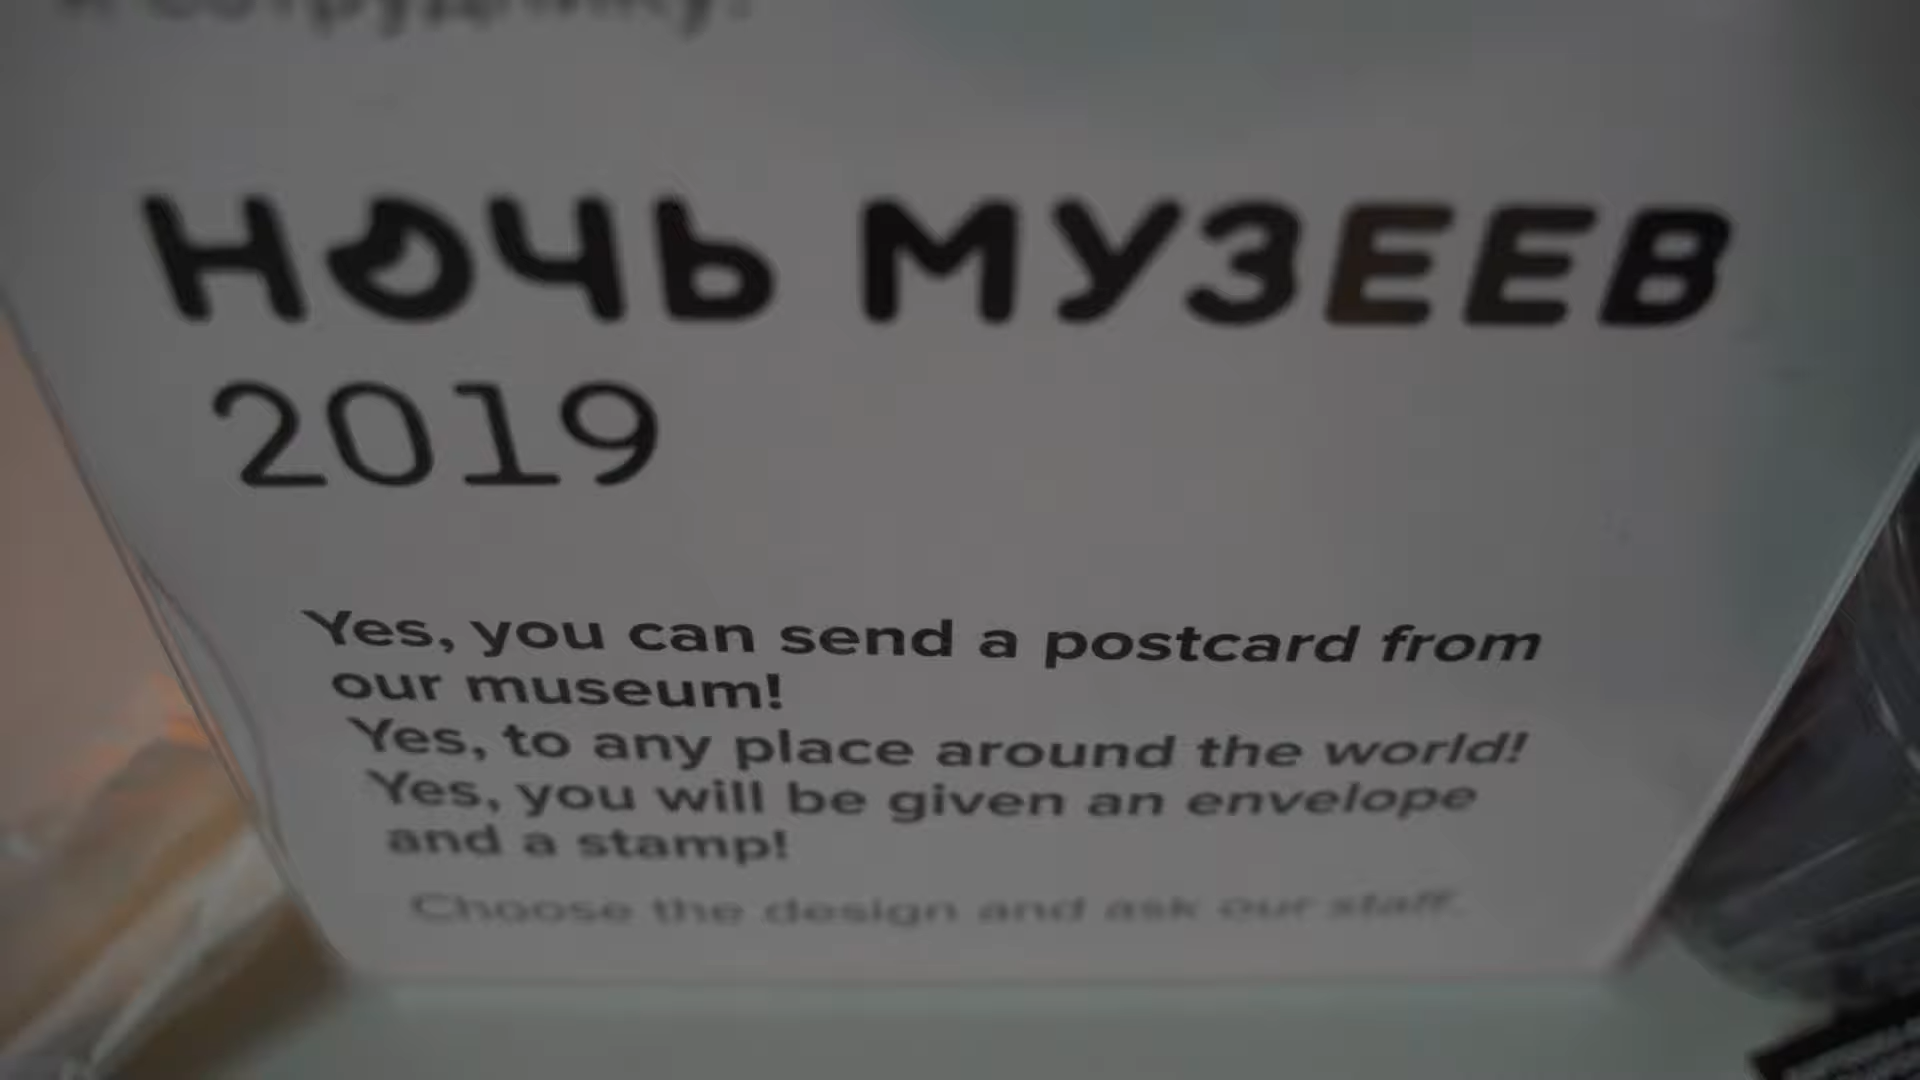 к сотруднику!
НОЧЬ МУЗЕЕВ
2019
Yes, you can send a postcard from
our museum!
Yes, to any place around the world!
Yes, you will be given an envelope
and a stamp!
Choose the design and ask our staff.